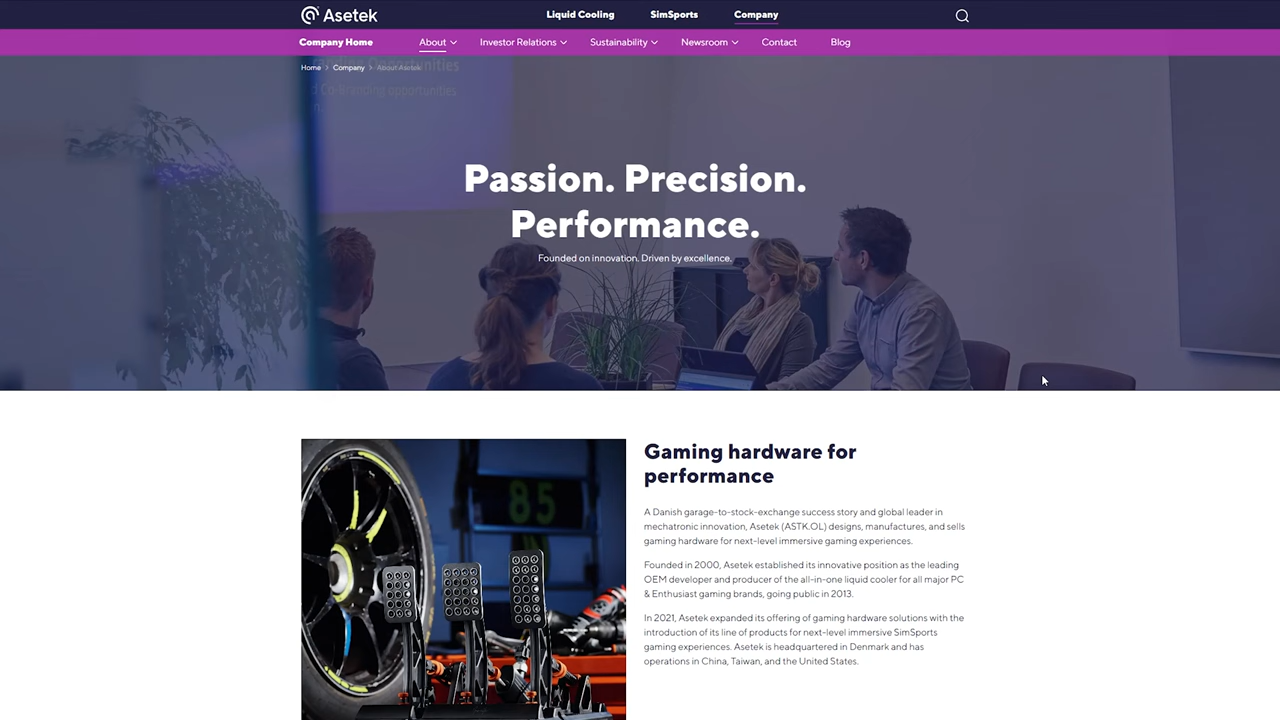 Asetek
Liquid Cooling
SimSports
Company
Company Home
About
Investor Relations
Sustainability
Newsroom
Contact
Blog
Home > Company > About Asetek
d Co-Branding opportunities
Passion. Precision.
Performance.
Founded on innovation. Driven by excellence.
85
Gaming hardware for
performance
A Danish garage-to-stock-exchange success story and global leader in
mechatronic innovation, Asetek (ASTK.OL) designs, manufactures, and sells
gaming hardware for next-level immersive gaming experiences.
Founded in 2000, Asetek established its innovative position as the leading
OEM developer and producer of the all-in-one liquid cooler for all major PC
& Enthusiast gaming brands, going public in 2013.
In 2021, Asetek expanded its offering of gaming hardware solutions with the
introduction of its line of products for next-level immersive SimSports
gaming experiences. Asetek is headquartered in Denmark and has
operations in China, Taiwan, and the United States.